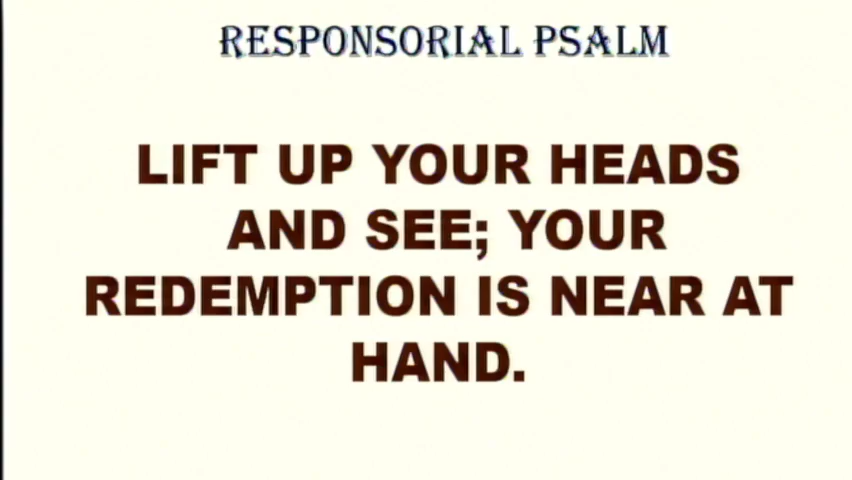 RESPONSORIAL PSALM
LIFT UP YOUR HEADS
AND SEE; YOUR
REDEMPTION IS NEAR AT
HAND.